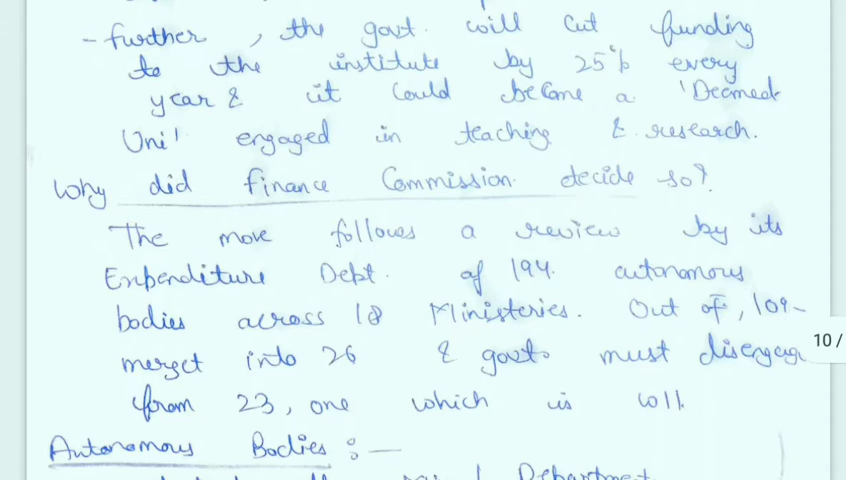 - further, the govt. will cut funding
to the institute by 25% every
year & it could become a 'Deemed
Uni' engaged in teaching & research.
Why did finance Commission decide so?
The move follows a review by its
Expenditure Dept. of 194 autonomous
bodies across 18 Ministeries. Out of, 109-
merget into 26 & govt. must disengage
from 23, one which is WII.
10 /
Autonomous Bodies :—
Department